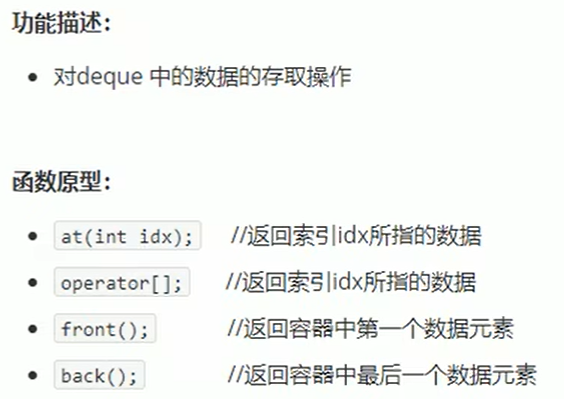 功能描述：
• 对deque 中的数据的存取操作
函数原型：
• at(int idx); //返回索引idx所指的数据
• operator[]; //返回索引idx所指的数据
• front(); //返回容器中第一个数据元素
• back(); //返回容器中最后一个数据元素